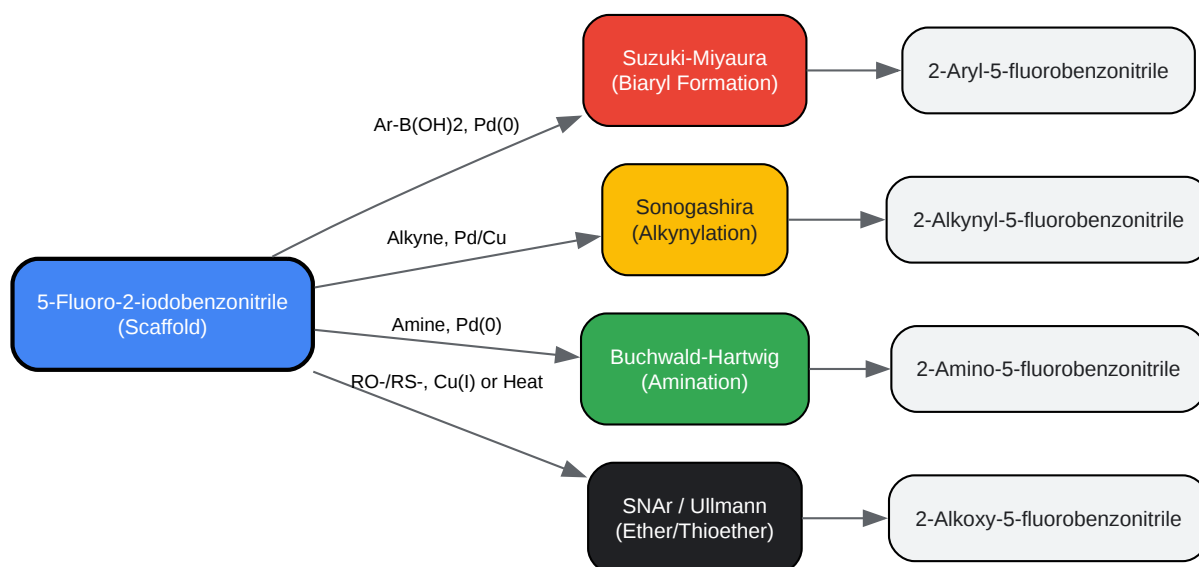 Suzuki-Miyaura
(Biaryl Formation)
2-Aryl-5-fluorobenzonitrile
Ar-B(OH)2, Pd(0)
Sonogashira
(Alkynylation)
2-Alkynyl-5-fluorobenzonitrile
Alkyne, Pd/Cu
5-Fluoro-2-iodobenzonitrile
(Scaffold)
Amine, Pd(0)
Buchwald-Hartwig
(Amination)
2-Amino-5-fluorobenzonitrile
RO-/RS-, Cu(I) or Heat
SNAr / Ullmann
(Ether/Thioether)
2-Alkoxy-5-fluorobenzonitrile